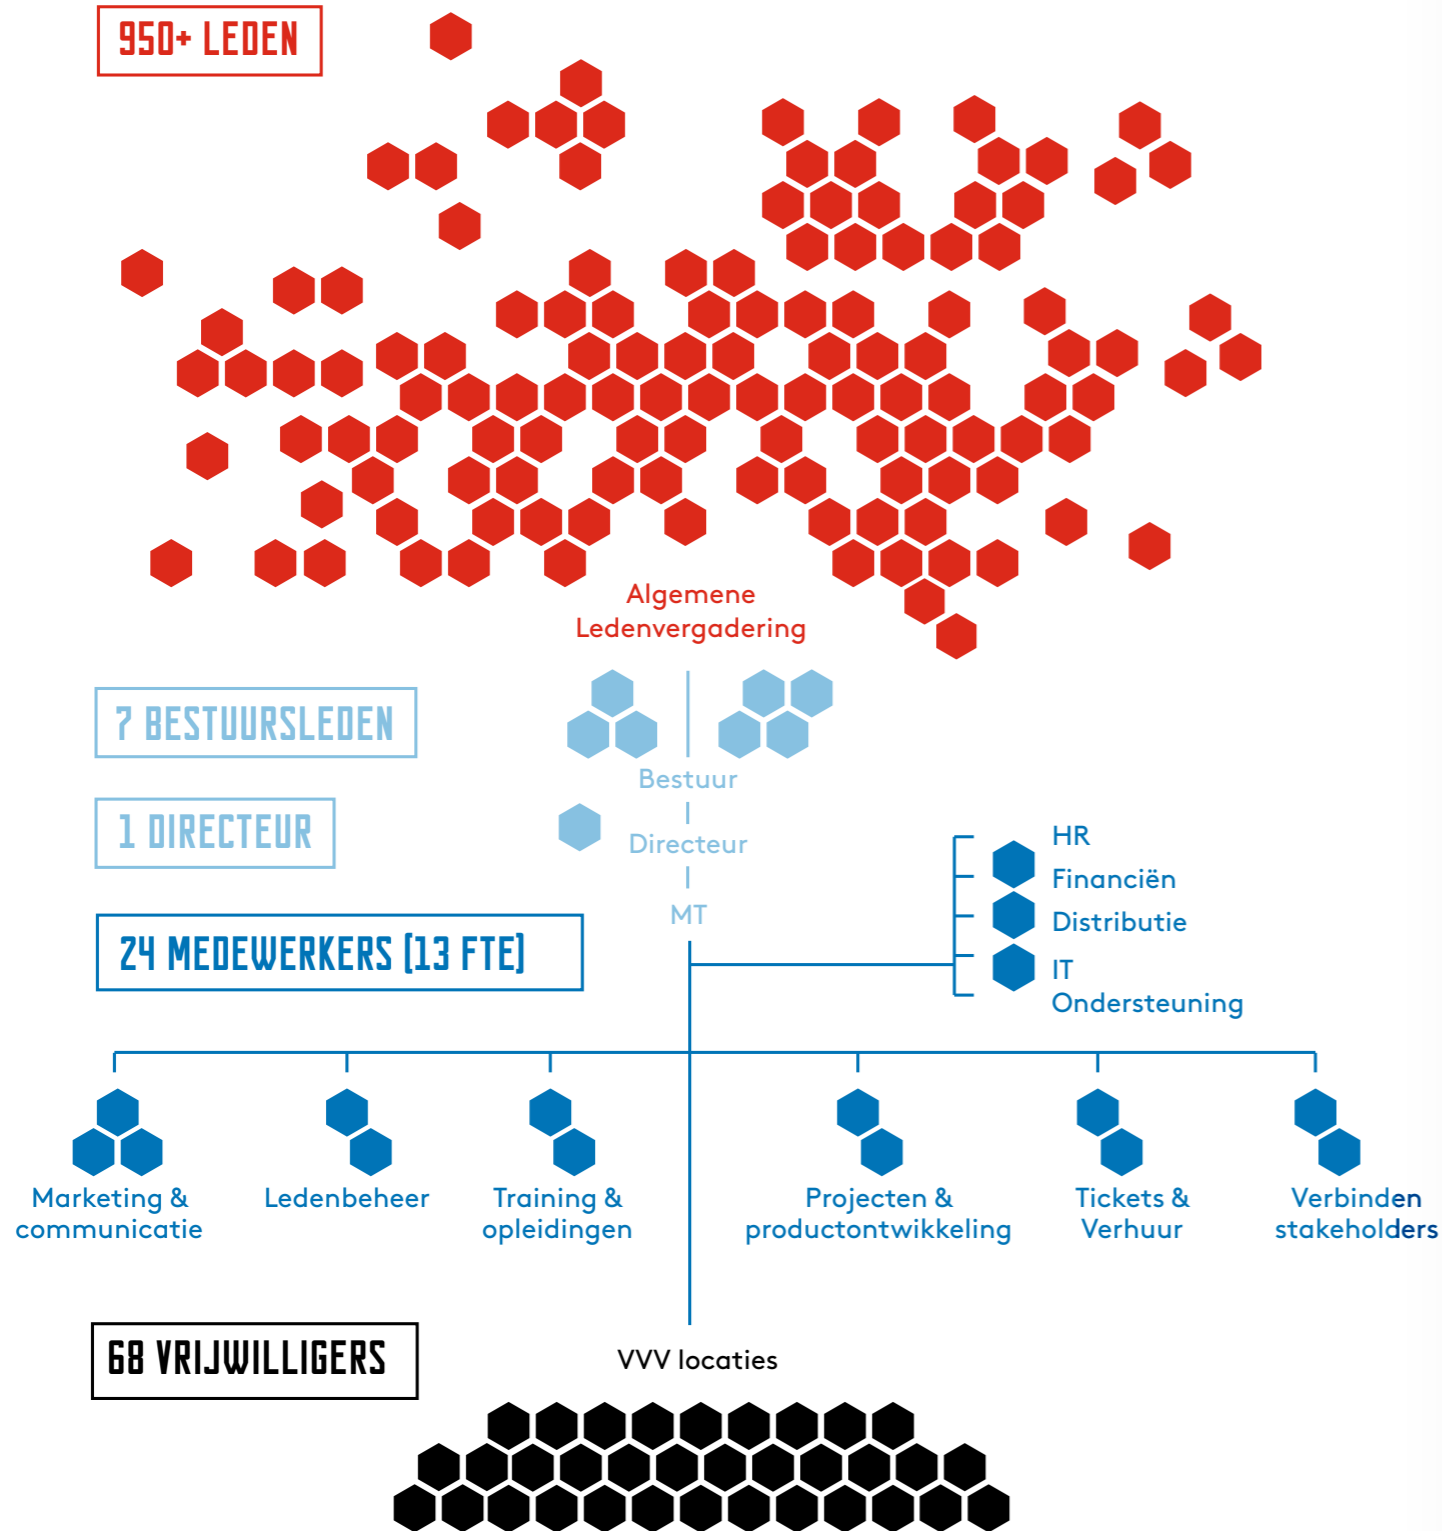 950+ LEDEN
Algemene
Ledenvergadering
7 BESTUURSLEDEN
Bestuur
1 DIRECTEUR
Directeur
MT
HR
Financiën
Distributie
IT
Ondersteuning
24 MEDEWERKERS (13 FTE)
Marketing &
communicatie
Ledenbeheer
Training &
opleidingen
Projecten &
productontwikkeling
Tickets &
Verhuur
Verbinden
stakeholders
68 VRIJWILLIGERS
VVV locaties